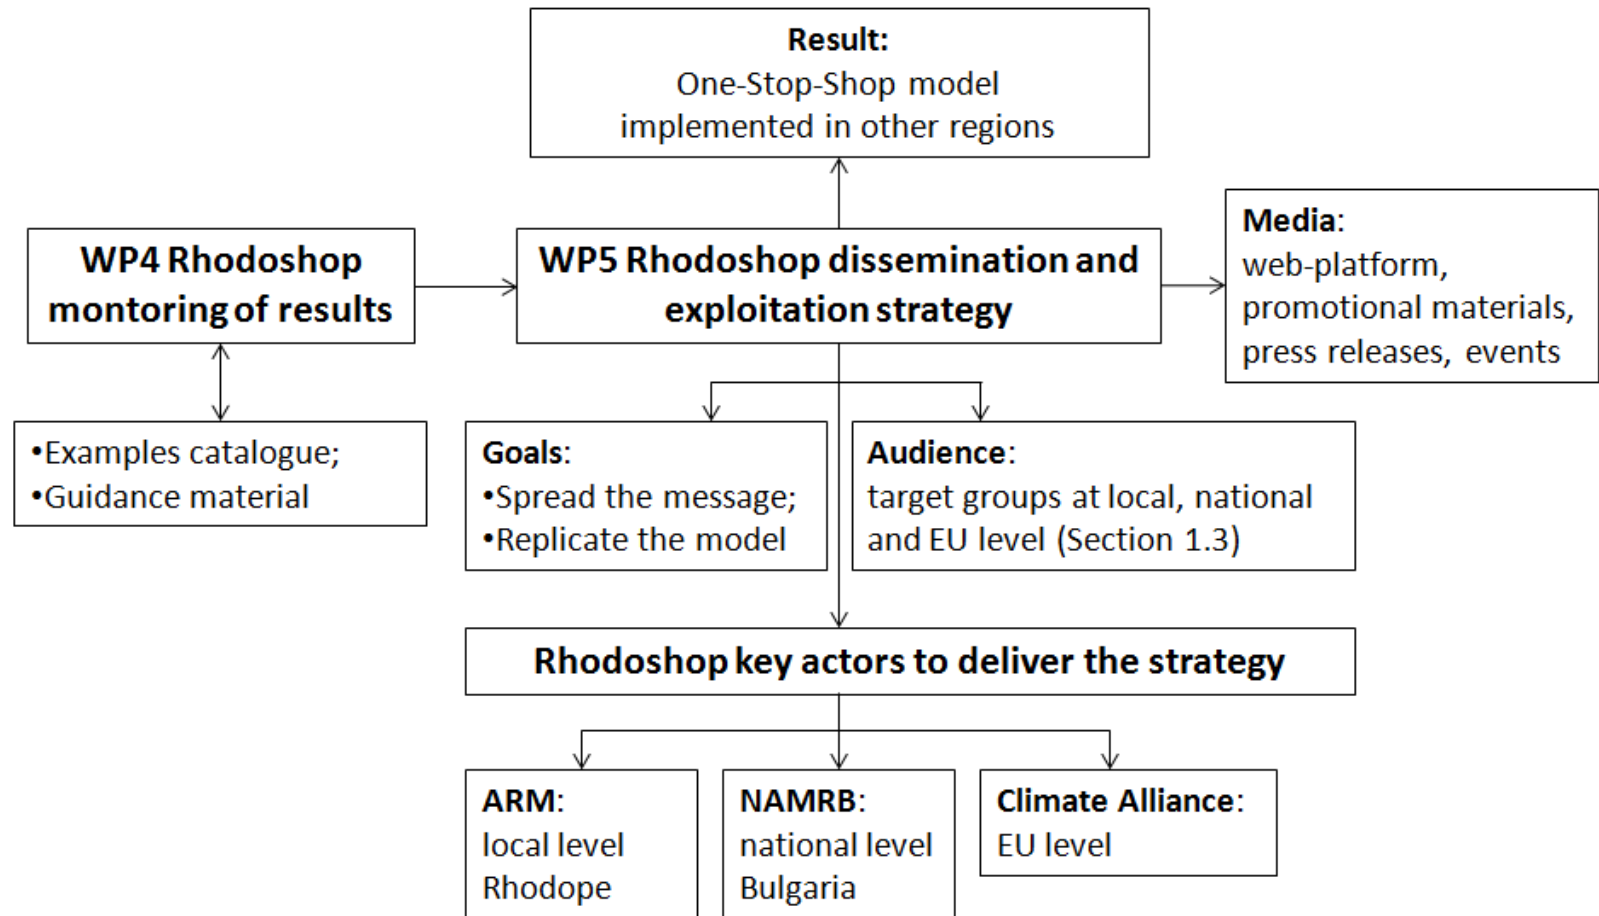 Result:
One-Stop-Shop model
implemented in other regions
WP4 Rhodoshop
montoring of results
WP5 Rhodoshop dissemination and
exploitation strategy
Media:
web-platform,
promotional materials,
press releases, events
•Examples catalogue;
•Guidance material
Goals:
•Spread the message;
•Replicate the model
Audience:
target groups at local, national
and EU level (Section 1.3)
Rhodoshop key actors to deliver the strategy
ARM:
local level
Rhodope
NAMRB:
national level
Bulgaria
Climate Alliance:
EU level